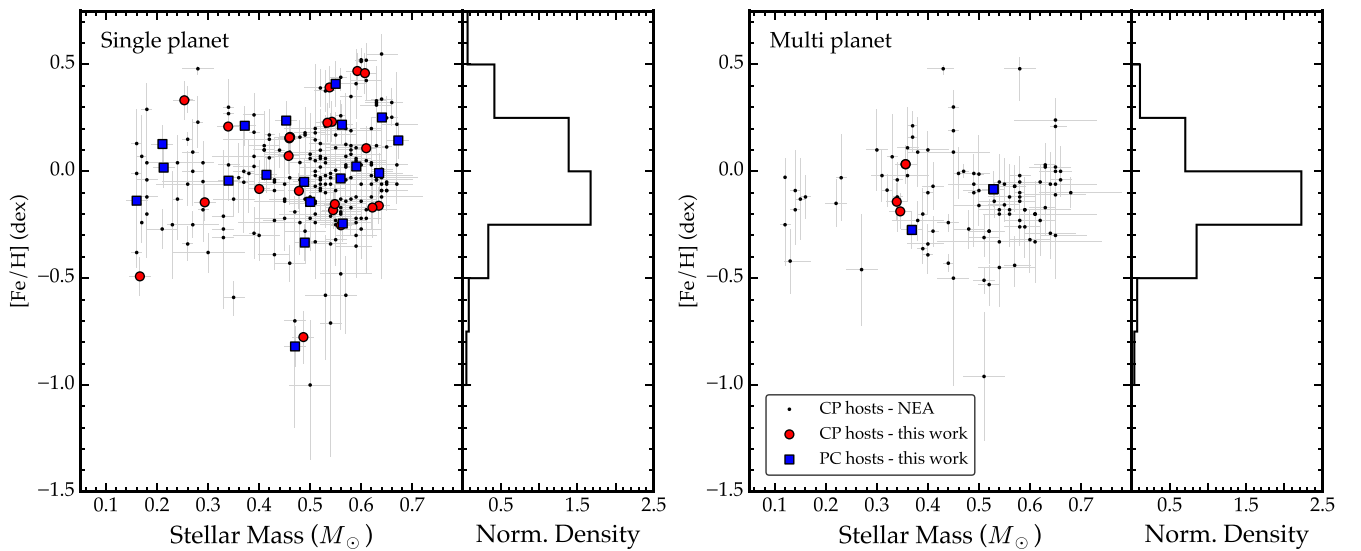 Single planet
Multi planet
[Fe/H] (dex)
0.5
0.0
−0.5
−1.0
−1.5
0.1 0.2 0.3 0.4 0.5 0.6 0.7
Stellar Mass (M⊙)
0.5 1.5 2.5
Norm. Density
[Fe/H] (dex)
0.5
0.0
−0.5
−1.0
−1.5
CP hosts - NEA
CP hosts - this work
PC hosts - this work
0.1 0.2 0.3 0.4 0.5 0.6 0.7
Stellar Mass (M⊙)
0.5 1.5 2.5
Norm. Density